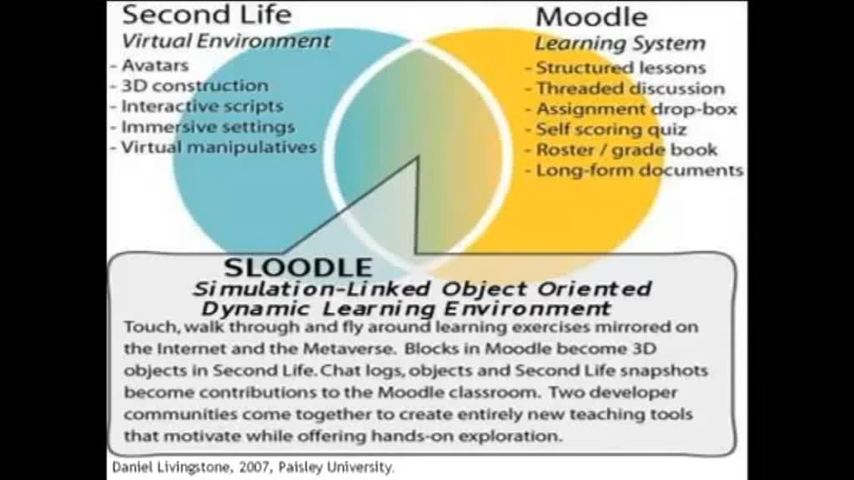 Second Life
Virtual Environment
- Avatars
- 3D construction
- Interactive scripts
- Immersive settings
- Virtual manipulatives
Moodle
Learning System
- Structured lessons
- Threaded discussion
- Assignment drop-box
- Self scoring quiz
- Roster / grade book
- Long-form documents
SLOODLE
Simulation-Linked Object Oriented
Dynamic Learning Environment
Touch, walk through and fly around learning exercises mirrored on
the Internet and the Metaverse. Blocks in Moodle become 3D
objects in Second Life. Chat logs, objects and Second Life snapshots
become contributions to the Moodle classroom. Two developer
communities come together to create entirely new teaching tools
that motivate while offering hands-on exploration.
Daniel Livingstone, 2007, Paisley University.